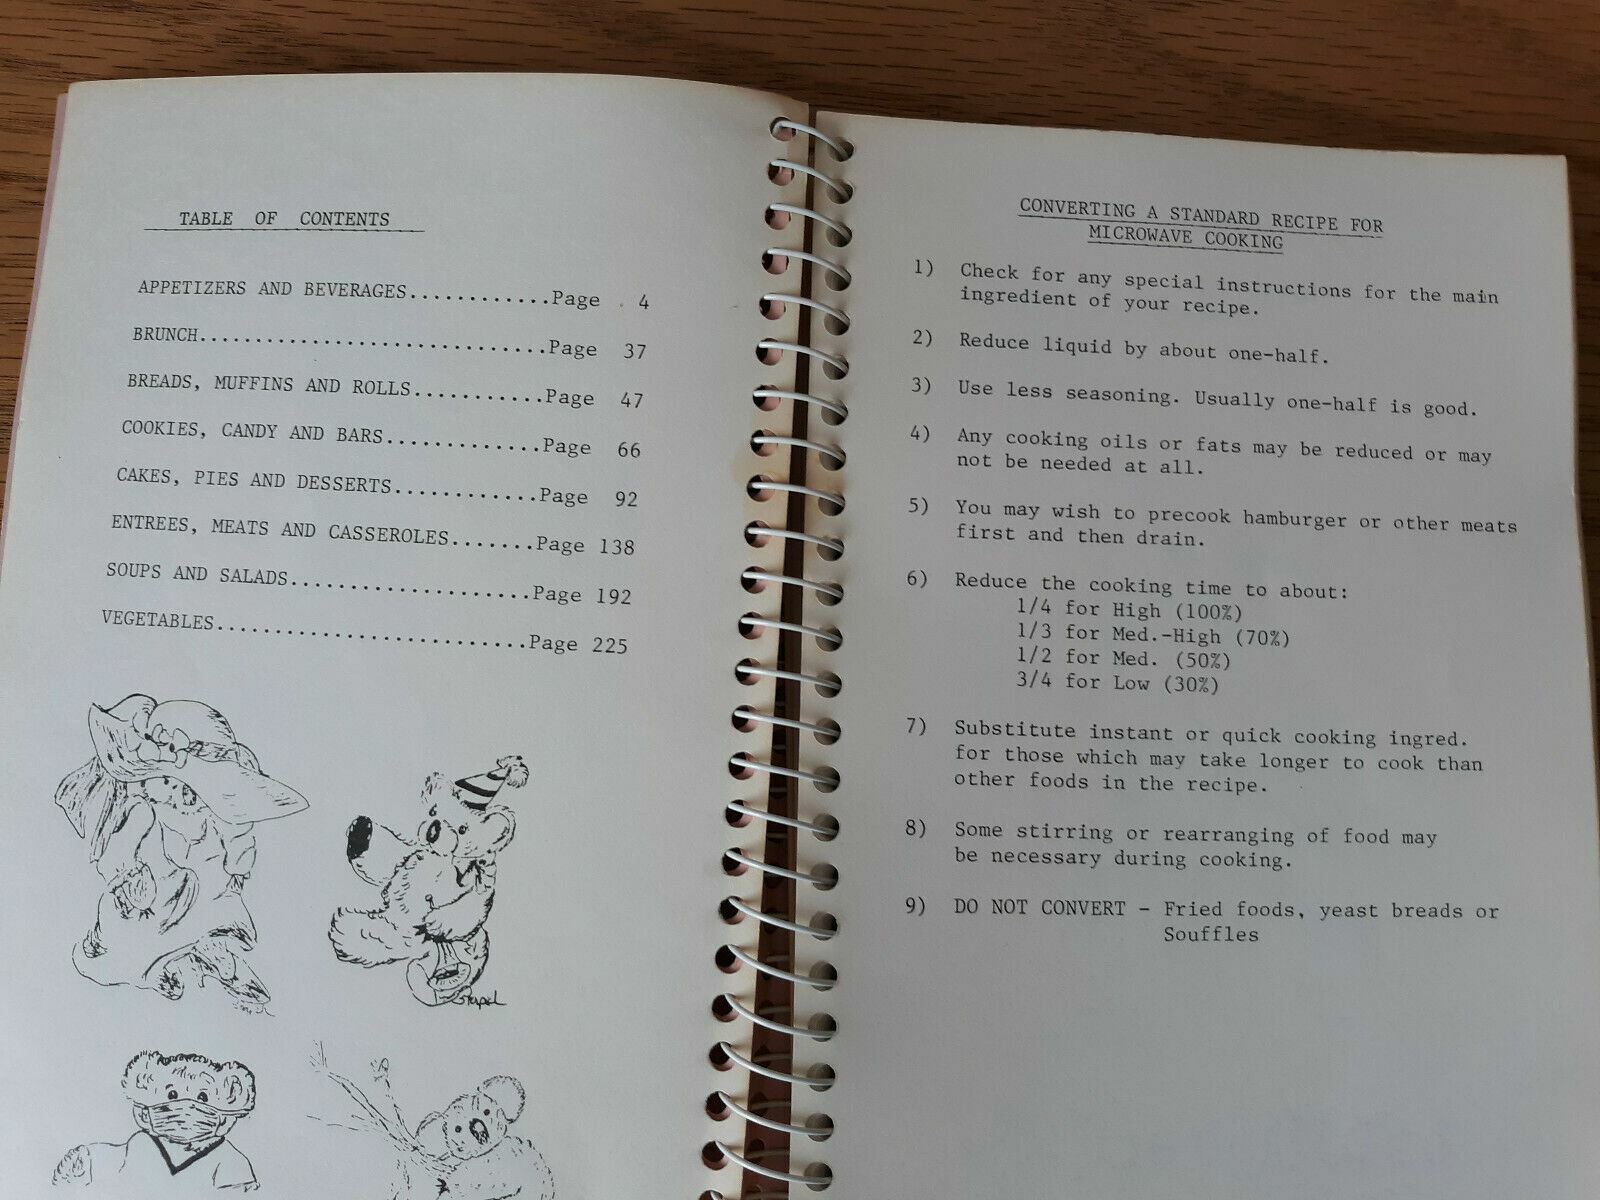 TABLE OF CONTENTS
APPETIZERS AND BEVERAGES............Page 4
BRUNCH..............................Page 37
BREADS, MUFFINS AND ROLLS...........Page 47
COOKIES, CANDY AND BARS.............Page 66
CAKES, PIES AND DESSERTS............Page 92
ENTREES, MEATS AND CASSEROLES.......Page 138
SOUPS AND SALADS....................Page 192
VEGETABLES..........................Page 225
CONVERTING A STANDARD RECIPE FOR
MICROWAVE COOKING
1) Check for any special instructions for the main
ingredient of your recipe.
2) Reduce liquid by about one-half.
3) Use less seasoning. Usually one-half is good.
4) Any cooking oils or fats may be reduced or may
not be needed at all.
5) You may wish to precook hamburger or other meats
first and then drain.
6) Reduce the cooking time to about:
1/4 for High (100%)
1/3 for Med.-High (70%)
1/2 for Med. (50%)
3/4 for Low (30%)
7) Substitute instant or quick cooking ingred.
for those which may take longer to cook than
other foods in the recipe.
8) Some stirring or rearranging of food may
be necessary during cooking.
9) DO NOT CONVERT - Fried foods, yeast breads or
Souffles